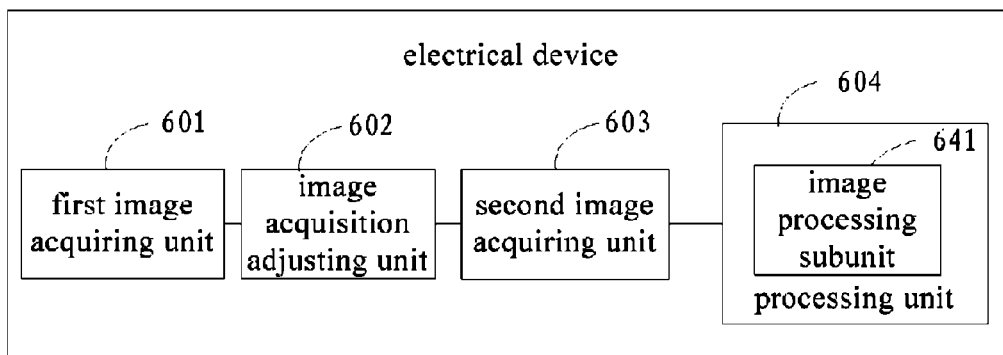 electrical device
604
601
602
603
641
first image
acquiring unit
image
acquisition
adjusting unit
second image
acquiring unit
image
processing
subunit
processing unit